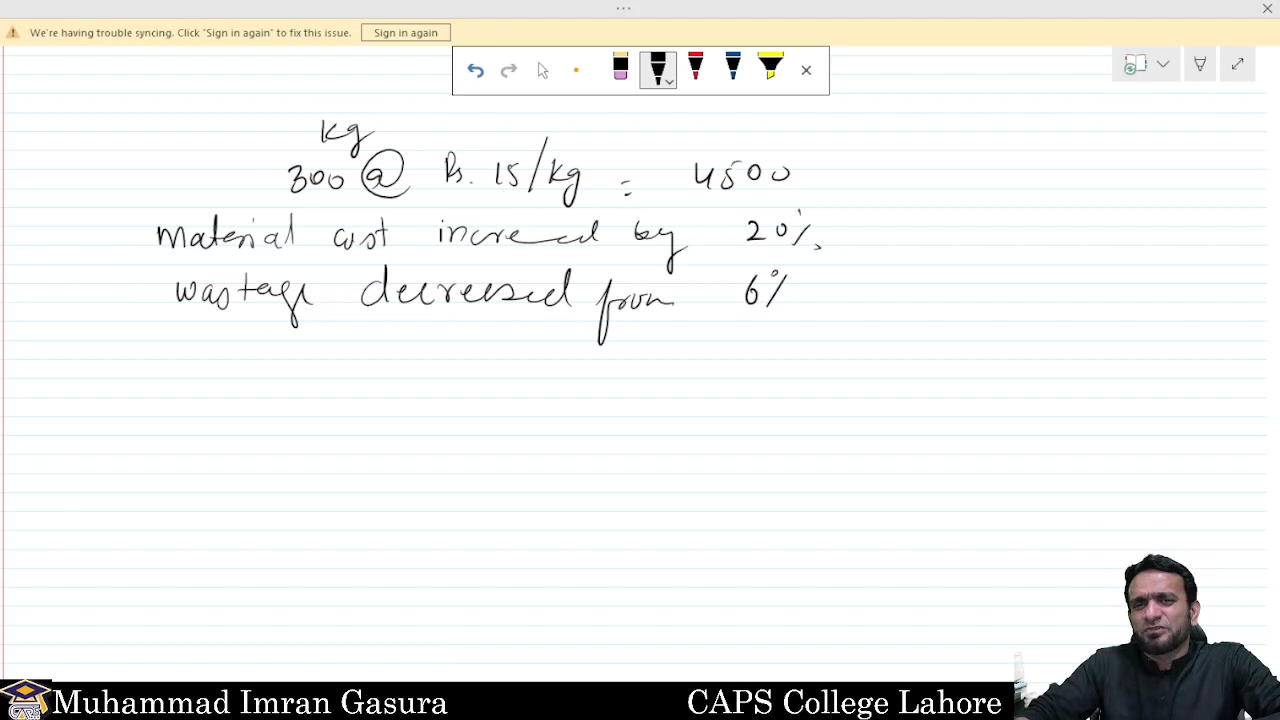 We're having trouble syncing. Click "Sign in again" to fix this issue. Sign in again
kg
300 @ Rs. 15/kg = 4500
Material cost increased by 20%
wastage decreased from 6%
Muhammad Imran Gasura CAPS College Lahore